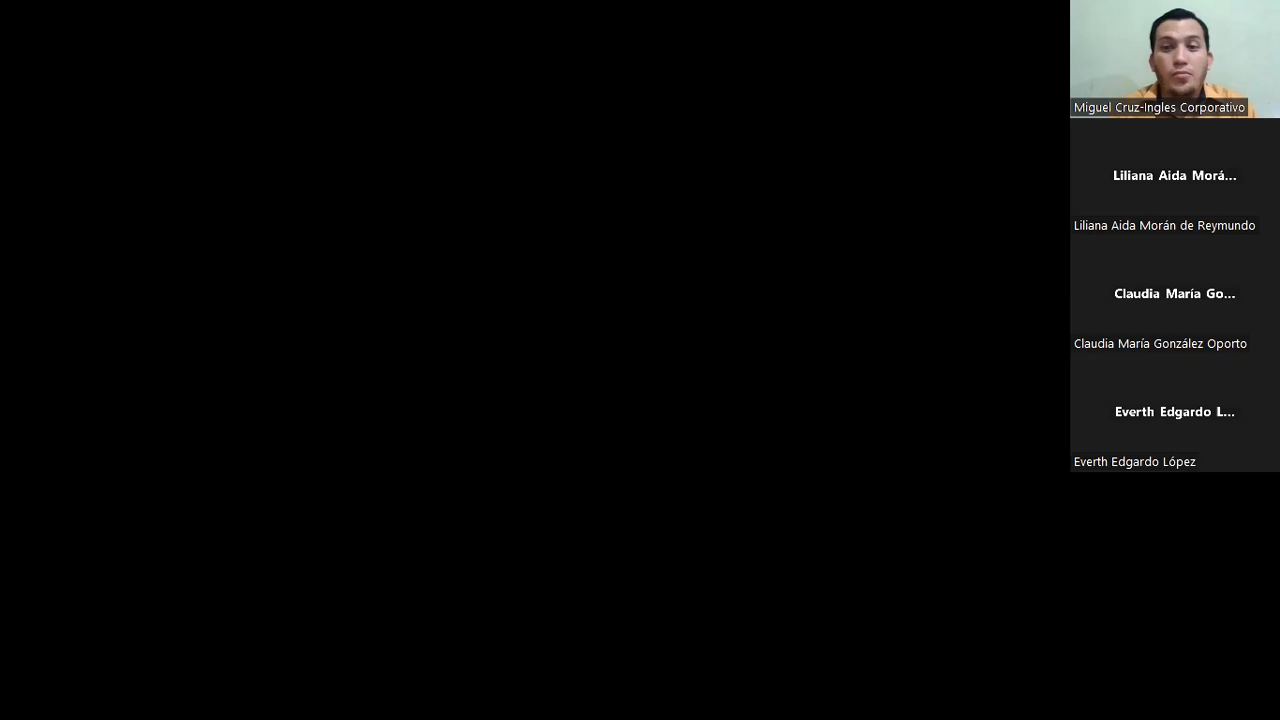 Miguel Cruz-Ingles Corporativo
Liliana Aida Morá...
Liliana Aida Morán de Reymundo
Claudia María Go...
Claudia María González Oporto
Everth Edgardo L...
Everth Edgardo López